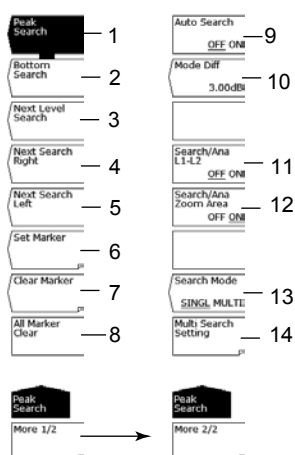 Peak
Search
1
Bottom
Search
2
Next Level
Search
3
Next Search
Right
4
Next Search
Left
5
Set Marker
6
Clear Marker
7
All Marker
Clear
8
Peak
Search
More 1/2
Auto Search
OFF ON
9
Mode Diff
3.00dB
10
Search/Ana
L1-L2
OFF ON
11
Search/Ana
Zoom Area
OFF ON
12
Search Mode
SINGL MULTI
13
Multi Search
Setting
14
Peak
Search
More 2/2